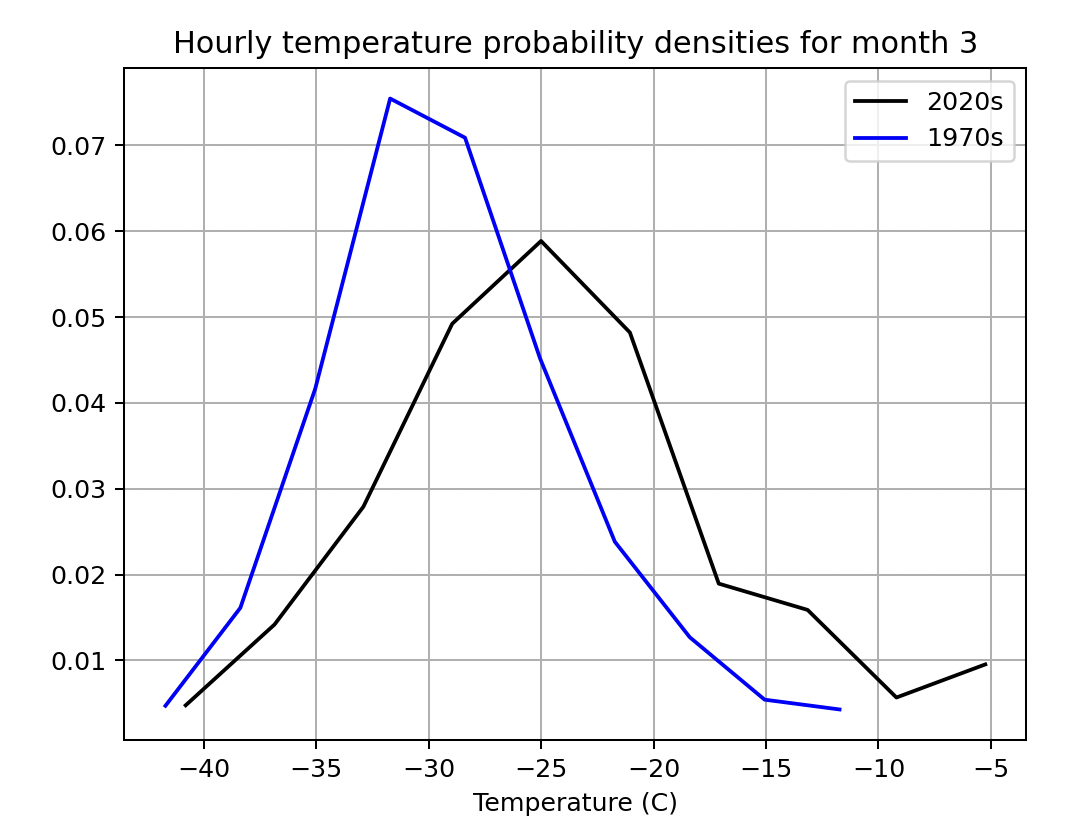 Hourly temperature probability densities for month 3
2020s
1970s
0.07
0.06
0.05
0.04
0.03
0.02
0.01
−40 −35 −30 −25 −20 −15 −10 −5
Temperature (C)